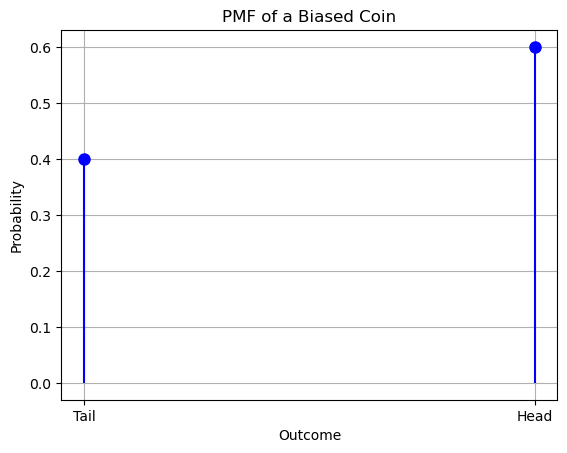 PMF of a Biased Coin
Probability
0.6
0.5
0.4
0.3
0.2
0.1
0.0
Tail
Head
Outcome